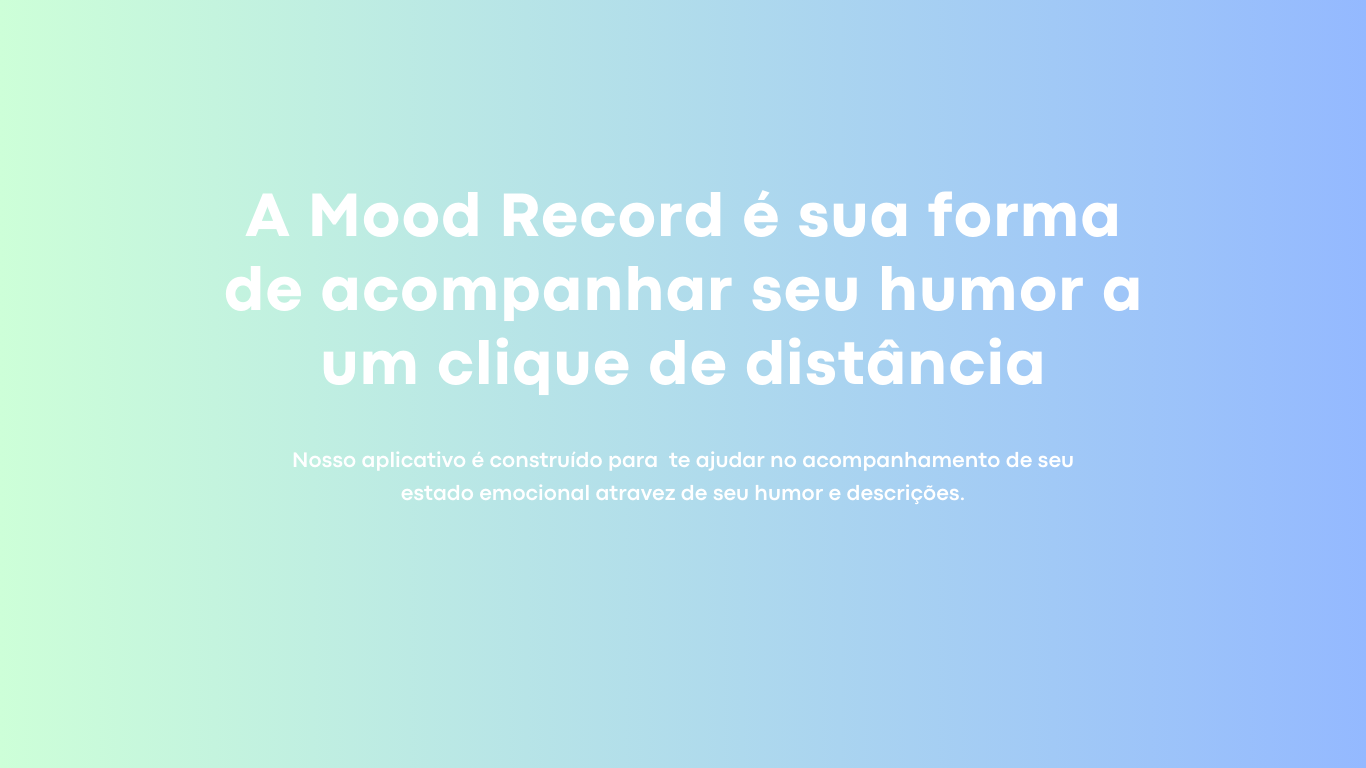 A Mood Record é sua forma
de acompanhar seu humor a
um clique de distância
Nosso aplicativo é construído para  te ajudar no acompanhamento de seu
estado emocional atravez de seu humor e descrições.